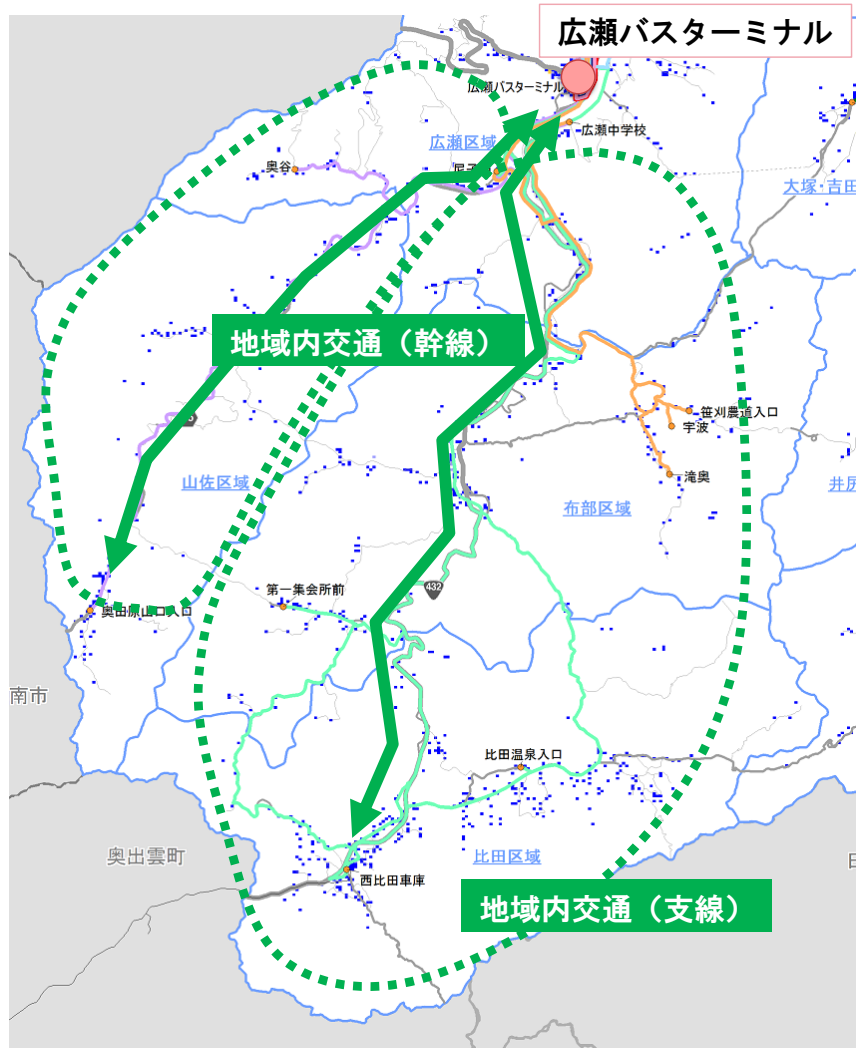 広瀬バスターミナル
広瀬バスターミナル
広瀬中学校
広瀬区域
奥谷
大塚・吉田
地域内交通（幹線）
笹刈農道入口
宇波
滝奥
山佐区域
布部区域
井尻
432
第一集会所前
奥田原山口入口
南市
比田温泉入口
奥出雲町
比田区域
西比田車庫
地域内交通（支線）